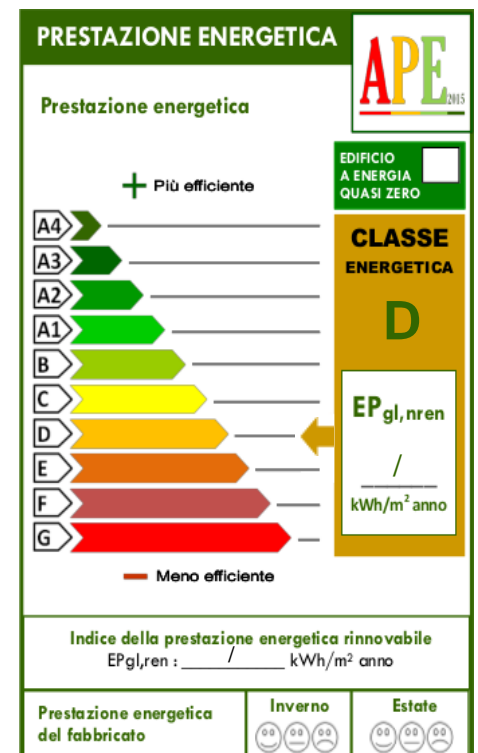 PRESTAZIONE ENERGETICA
APE 2015
Prestazione energetica
EDIFICIO
A ENERGIA
QUASI ZERO
+ Più efficiente
CLASSE
ENERGETICA
D
A4
A3
A2
A1
B
C
D
E
F
G
EPgl,nren
/
kWh/m² anno
— Meno efficiente
Indice della prestazione energetica rinnovabile
EPgl,ren : ______/______ kWh/m² anno
Prestazione energetica
del fabbricato
Inverno
Estate